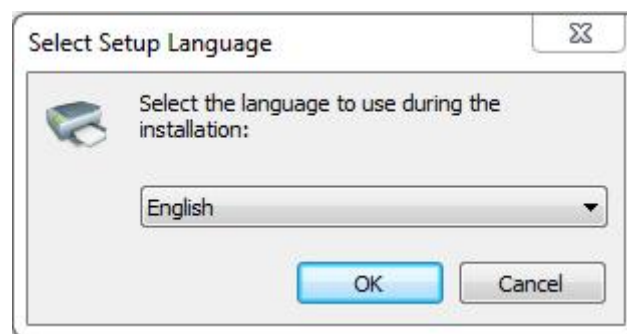 Select Setup Language
Select the language to use during the
installation:
English
OK
Cancel